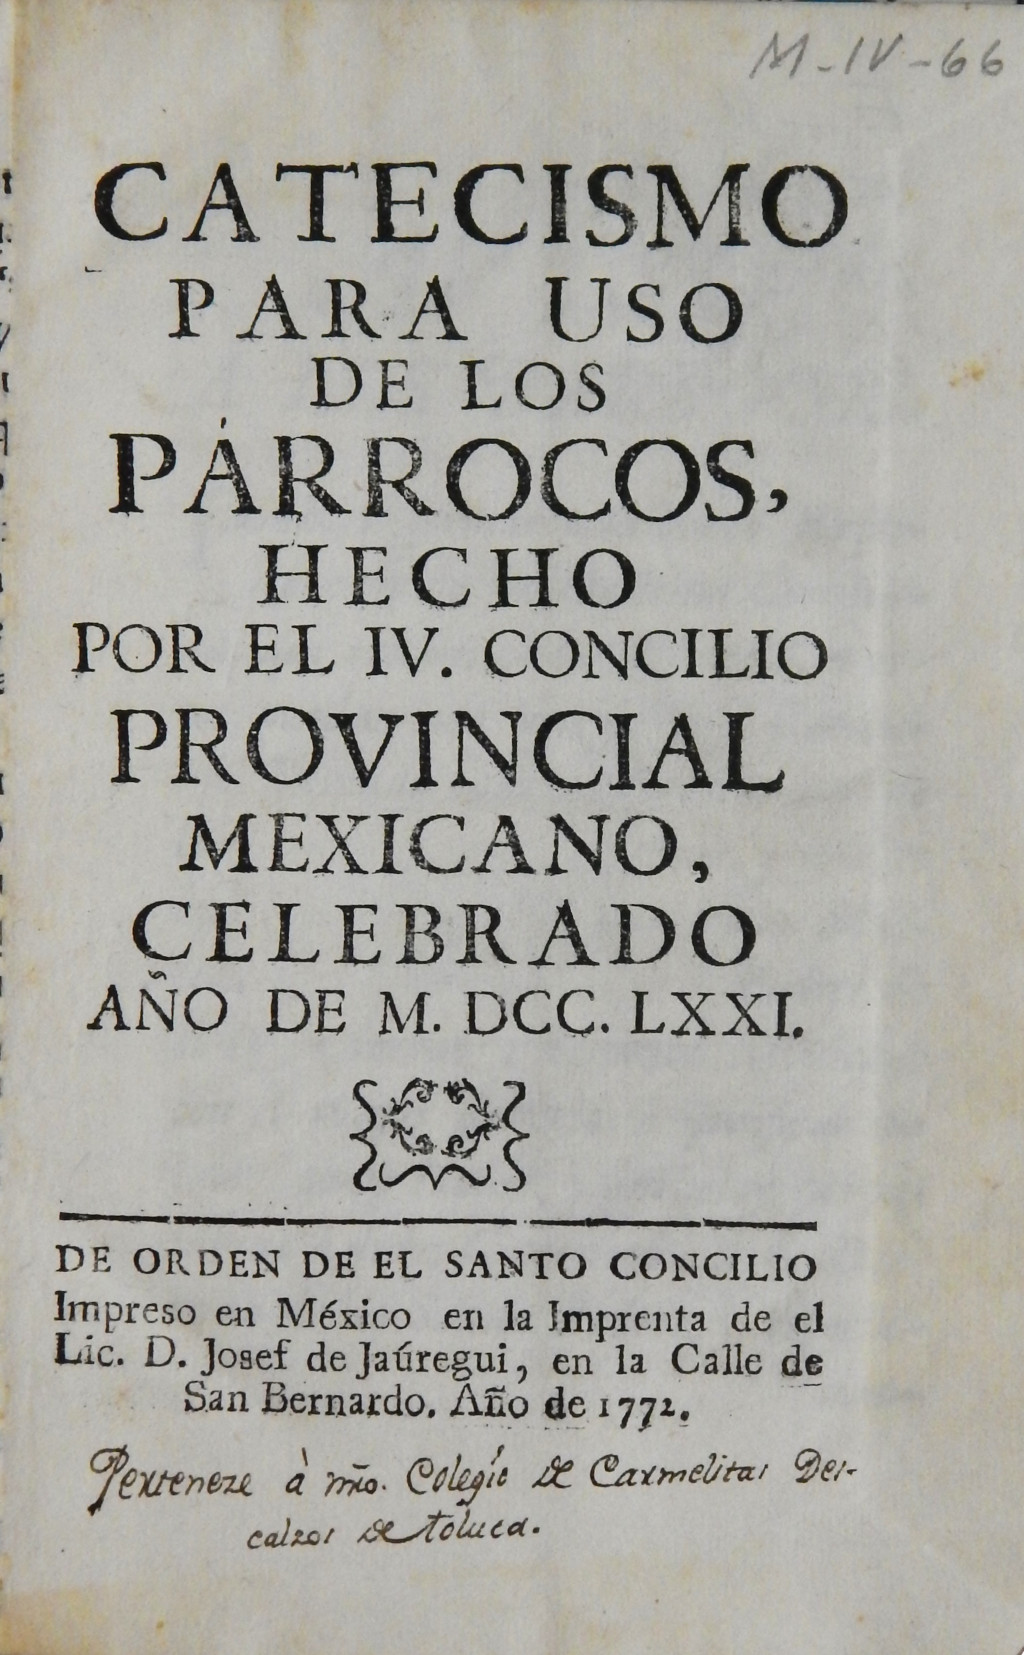 M-IV-66
CATECISMO
PARA USO
DE LOS
PÁRROCOS,
HECHO
POR EL IV. CONCILIO
PROVINCIAL
MEXICANO,
CELEBRADO
AÑO DE M. DCC. LXXI.
DE ORDEN DE EL SANTO CONCILIO
Impreso en México en la Imprenta de el
Lic. D. Josef de Jaúregui, en la Calle de
San Bernardo. Año de 1772.
Perteneze à nro. Colegio de Carmelitas Des-
calzos de Toluca.